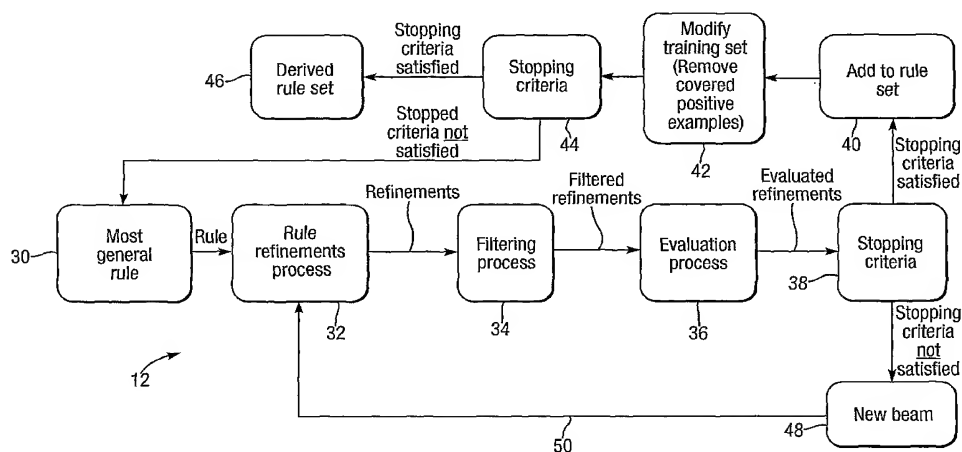 Stopping
criteria
satisfied
46
Derived
rule set
Stopping
criteria
44
Modify
training set
(Remove
covered
positive
examples)
42
Add to rule
set
40
Stopped
criteria not
satisfied
Stopping
criteria
satisfied
30
Most
general
rule
Rule
Rule
refinements
process
32
Refinements
Filtering
process
34
Filtered
refinements
Evaluation
process
36
Evaluated
refinements
Stopping
criteria
38
Stopping
criteria
not
satisfied
12
50
New beam
48